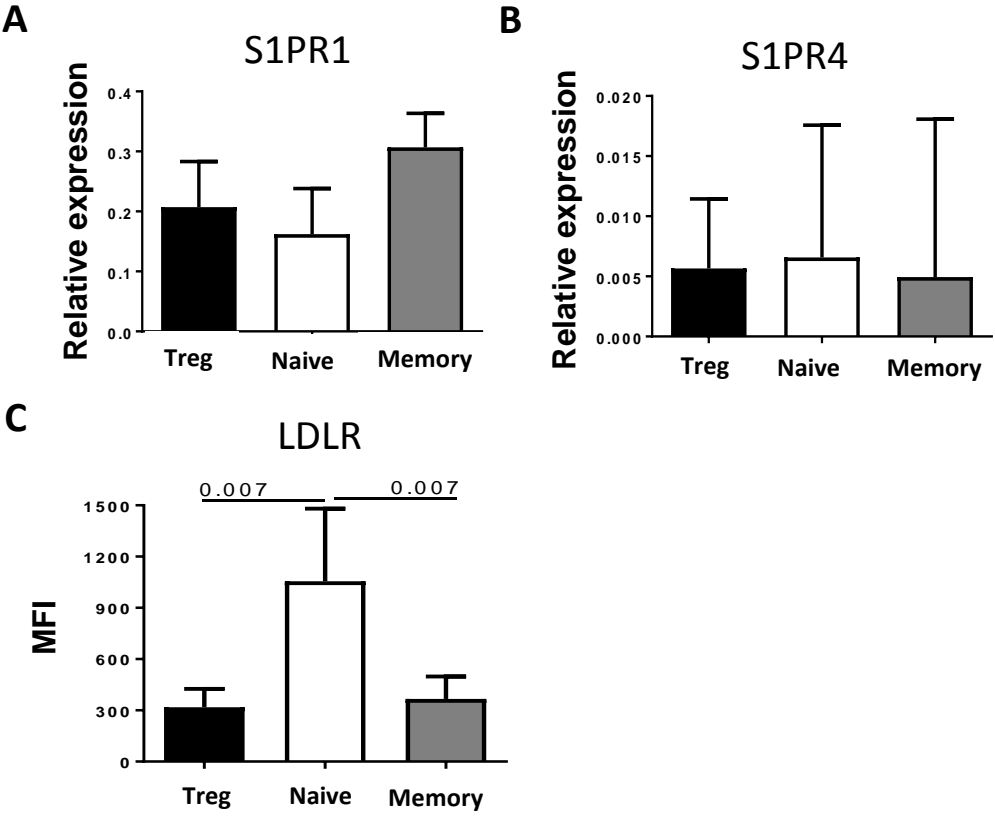 A
S1PR1
Relative expression
0.4
0.3
0.2
0.1
0.0
Treg Naive Memory
B
S1PR4
Relative expression
0.020
0.015
0.010
0.005
0.000
Treg Naive Memory
C
LDLR
0.007 0.007
MFI
1500
1200
900
600
300
0
Treg Naive Memory